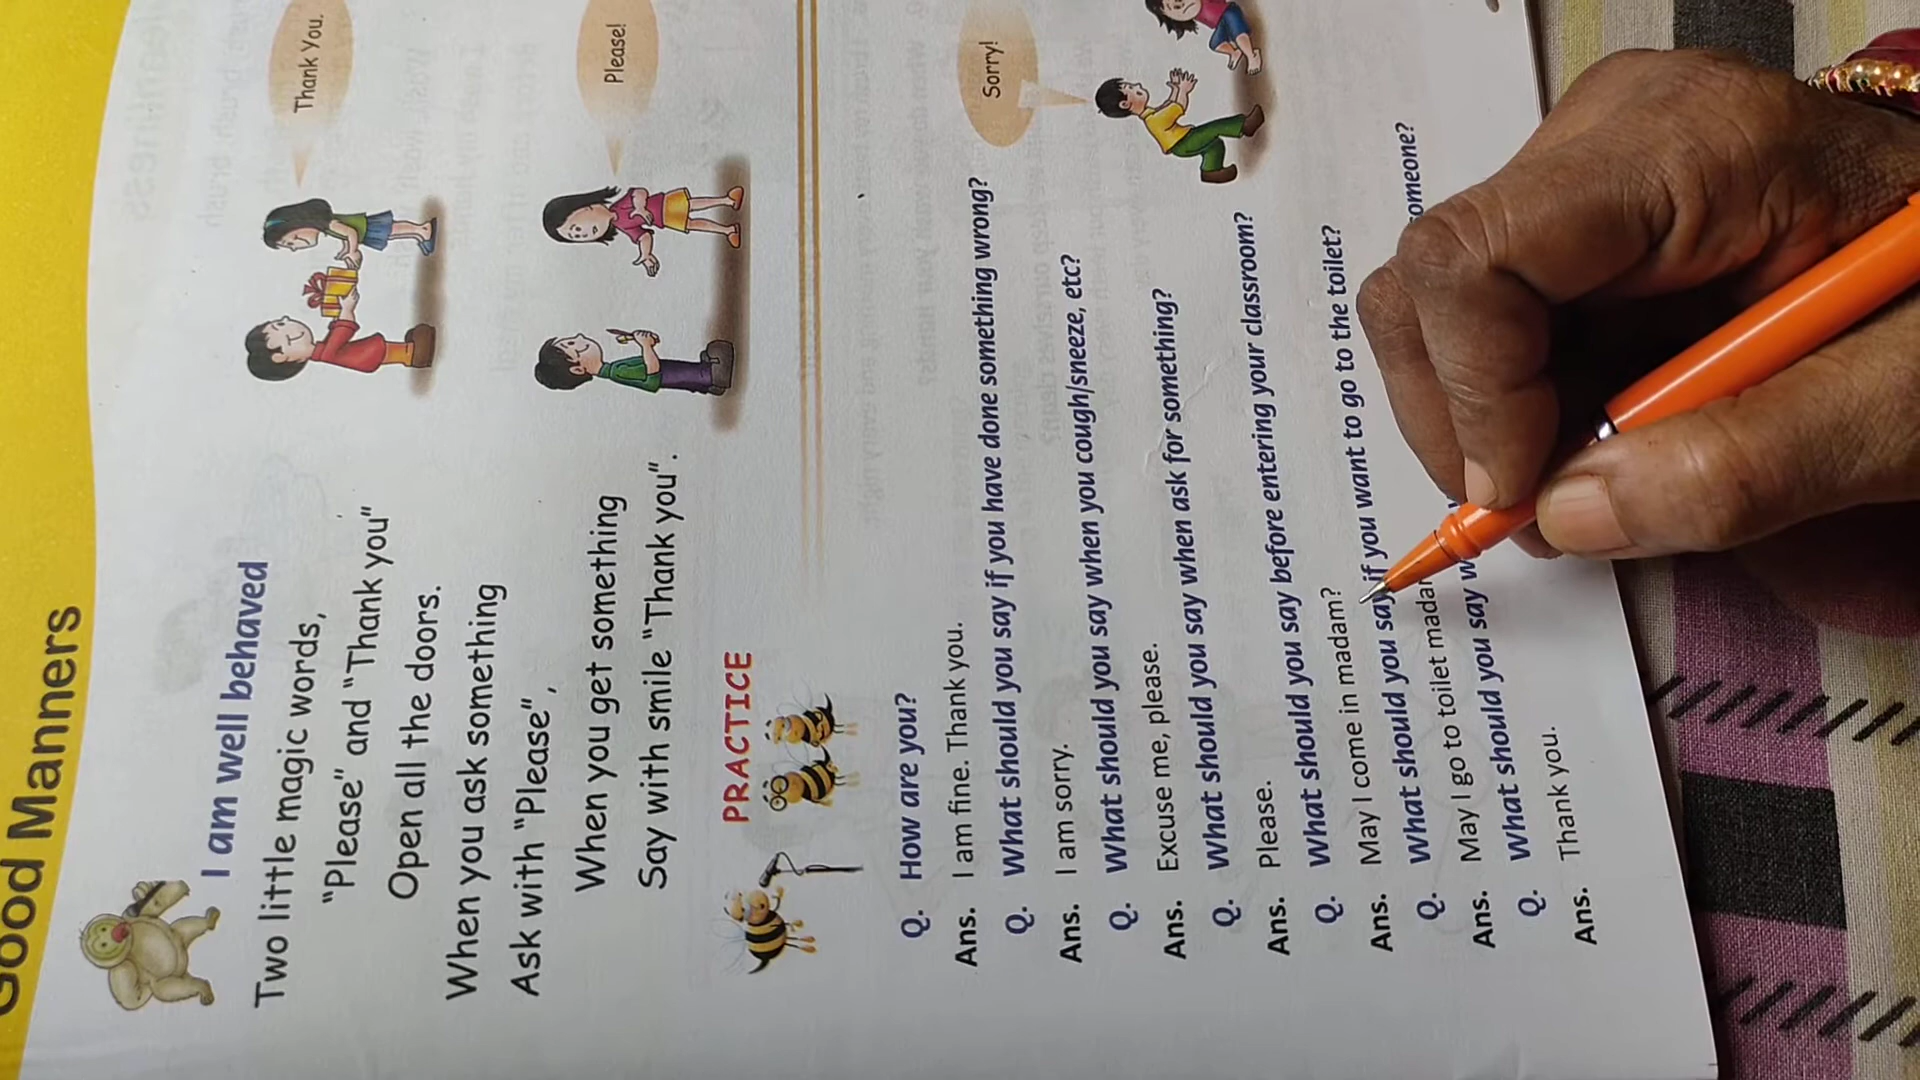 Good Manners
I am well behaved
Two little magic words,
"Please" and "Thank you"
Open all the doors.
When you ask something
Ask with "Please",
When you get something
Say with smile "Thank you".
Thank You.
Please!
PRACTICE
Sorry!
Q. How are you?
Ans. I am fine. Thank you.
Q. What should you say if you have done something wrong?
Ans. I am sorry.
Q. What should you say when you cough/sneeze, etc?
Ans. Excuse me, please.
Q. What should you say when ask for something?
Ans. Please.
Q. What should you say before entering your classroom?
Ans. May I come in madam?
Q. What should you say if you want to go to the toilet?
Ans. May I go to toilet
Q. What should you say someone?
Ans. Thank you.